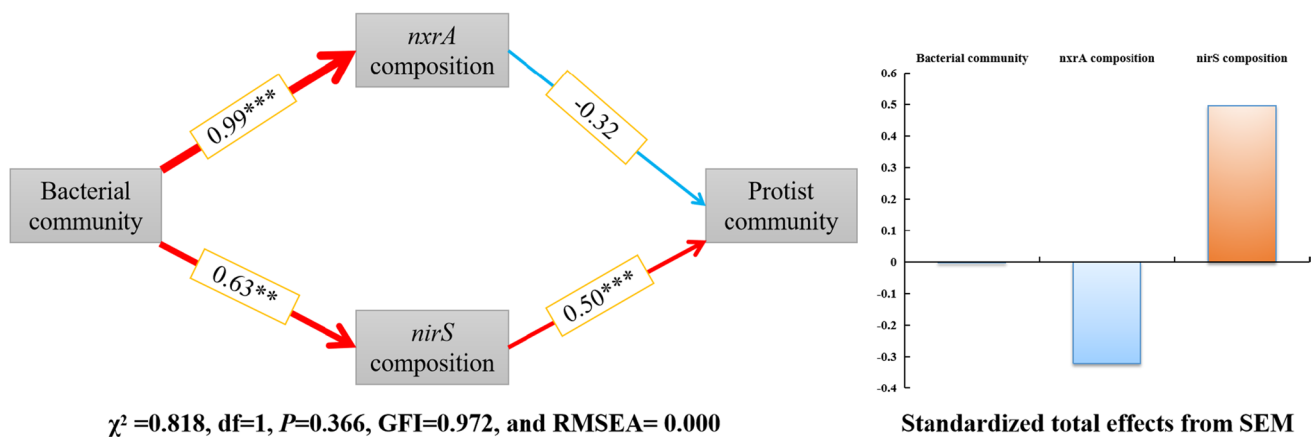 nxrA
composition
0.99***
-0.32
Bacterial
community
Protist
community
0.63**
0.50***
nirS
composition
χ² =0.818, df=1, P=0.366, GFI=0.972, and RMSEA= 0.000
Bacterial community nxrA composition nirS composition
0.6
0.5
0.4
0.3
0.2
0.1
0
-0.1
-0.2
-0.3
-0.4
Standardized total effects from SEM